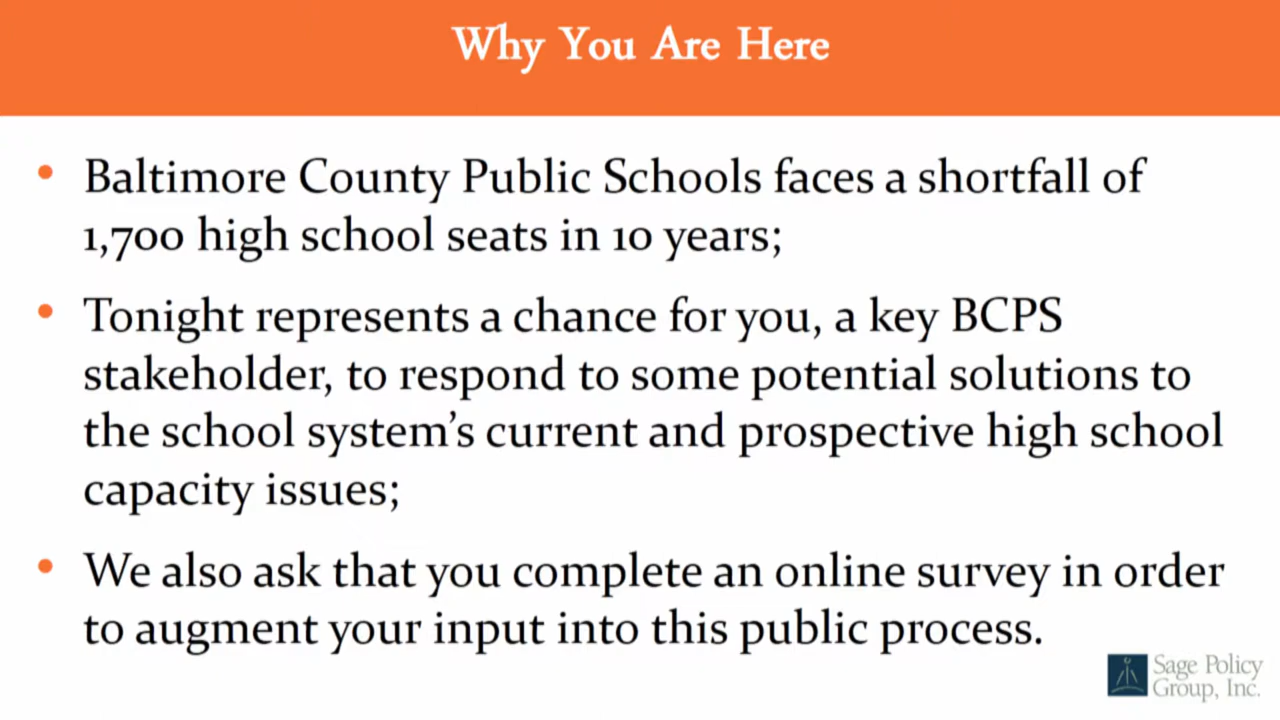 Why You Are Here
• Baltimore County Public Schools faces a shortfall of
1,700 high school seats in 10 years;
• Tonight represents a chance for you, a key BCPS
stakeholder, to respond to some potential solutions to
the school system’s current and prospective high school
capacity issues;
• We also ask that you complete an online survey in order
to augment your input into this public process.
Sage Policy
Group, Inc.